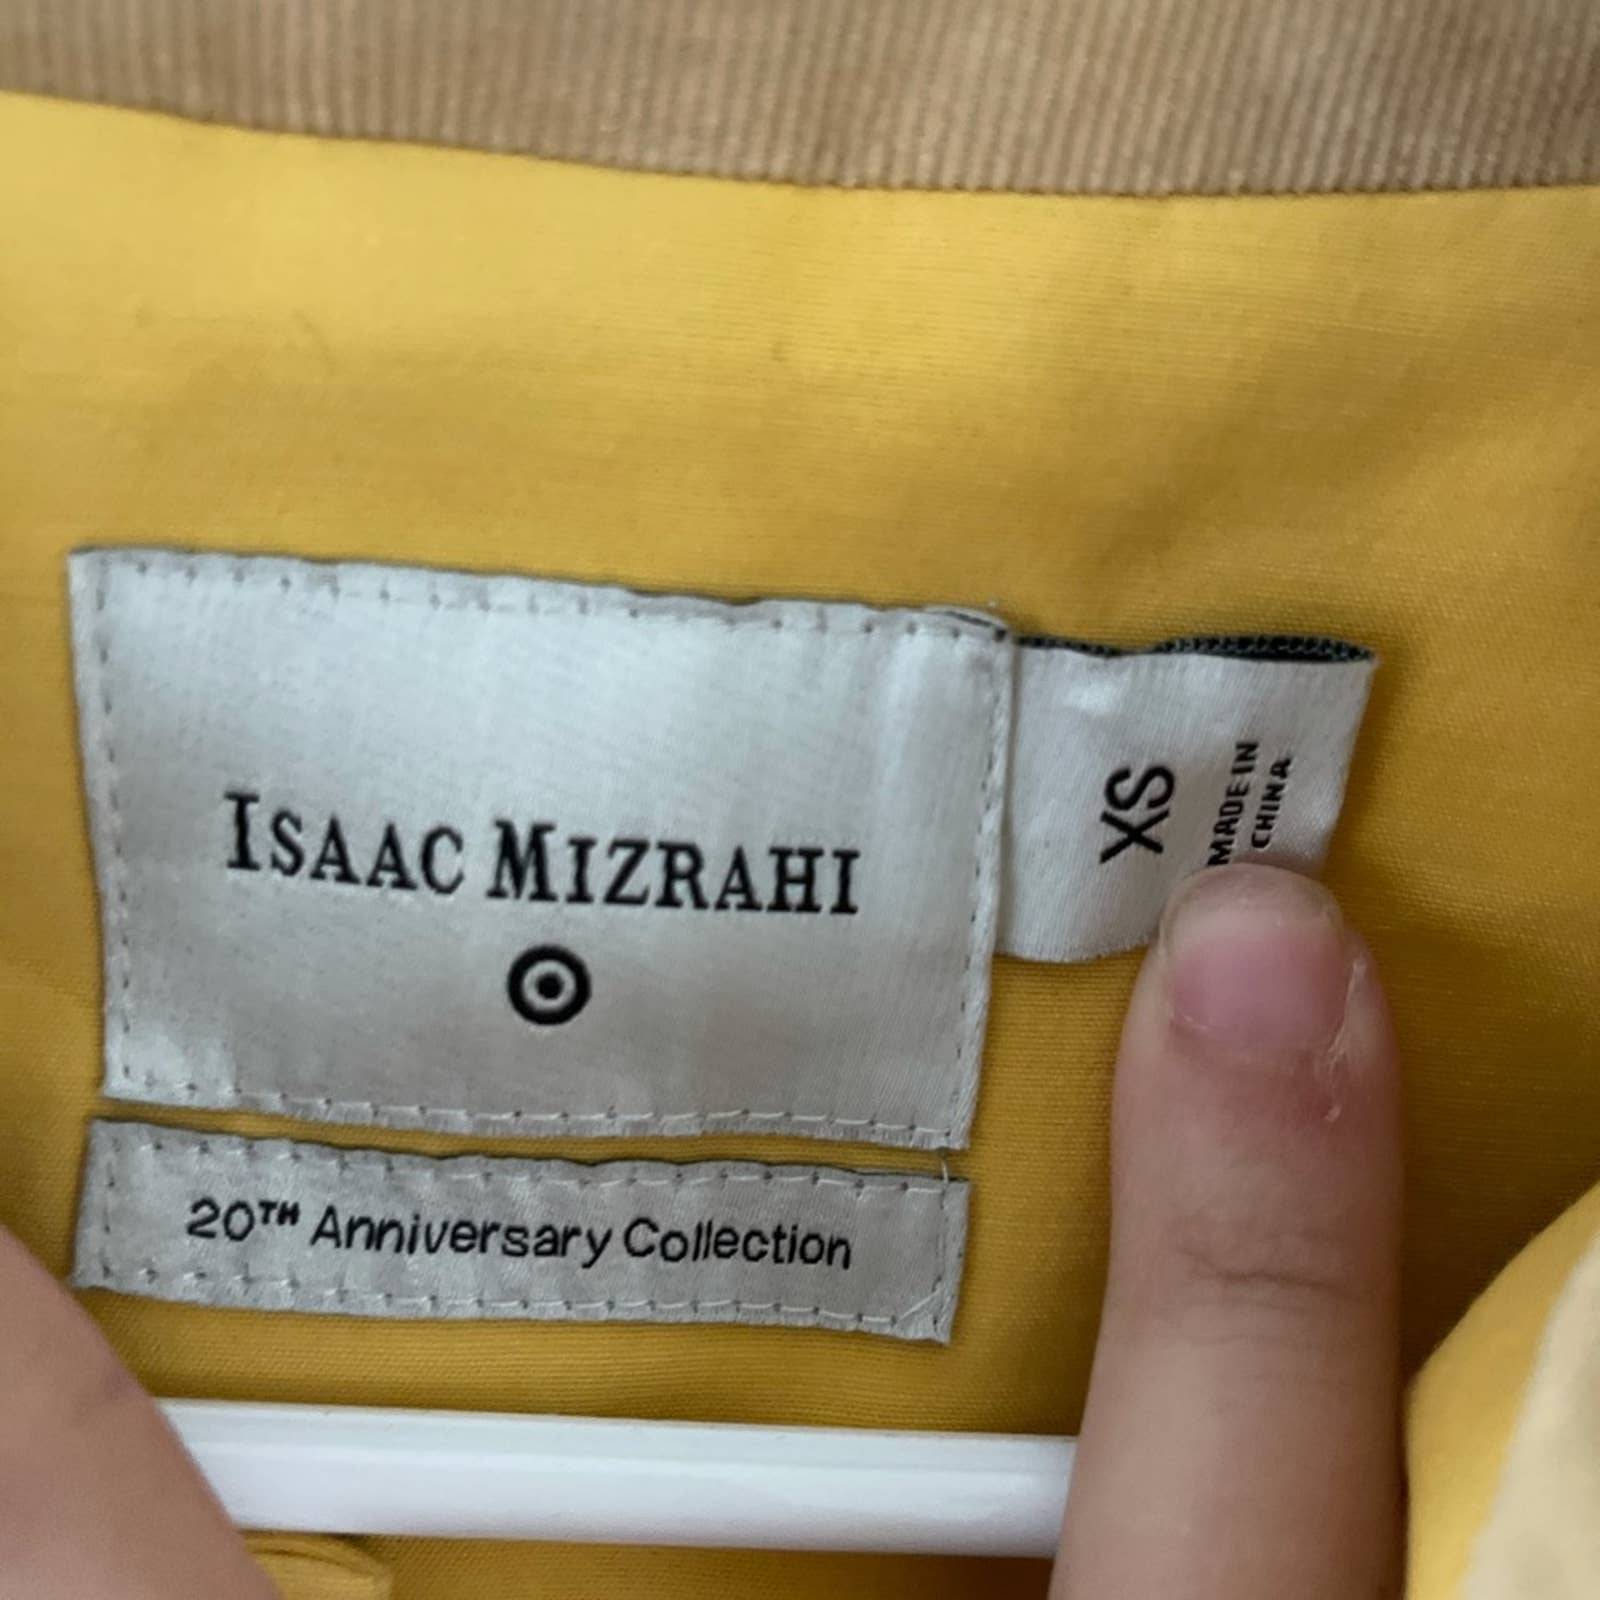 ISAAC MIZRAHI
XS
MADE IN
CHINA
20TH Anniversary Collection